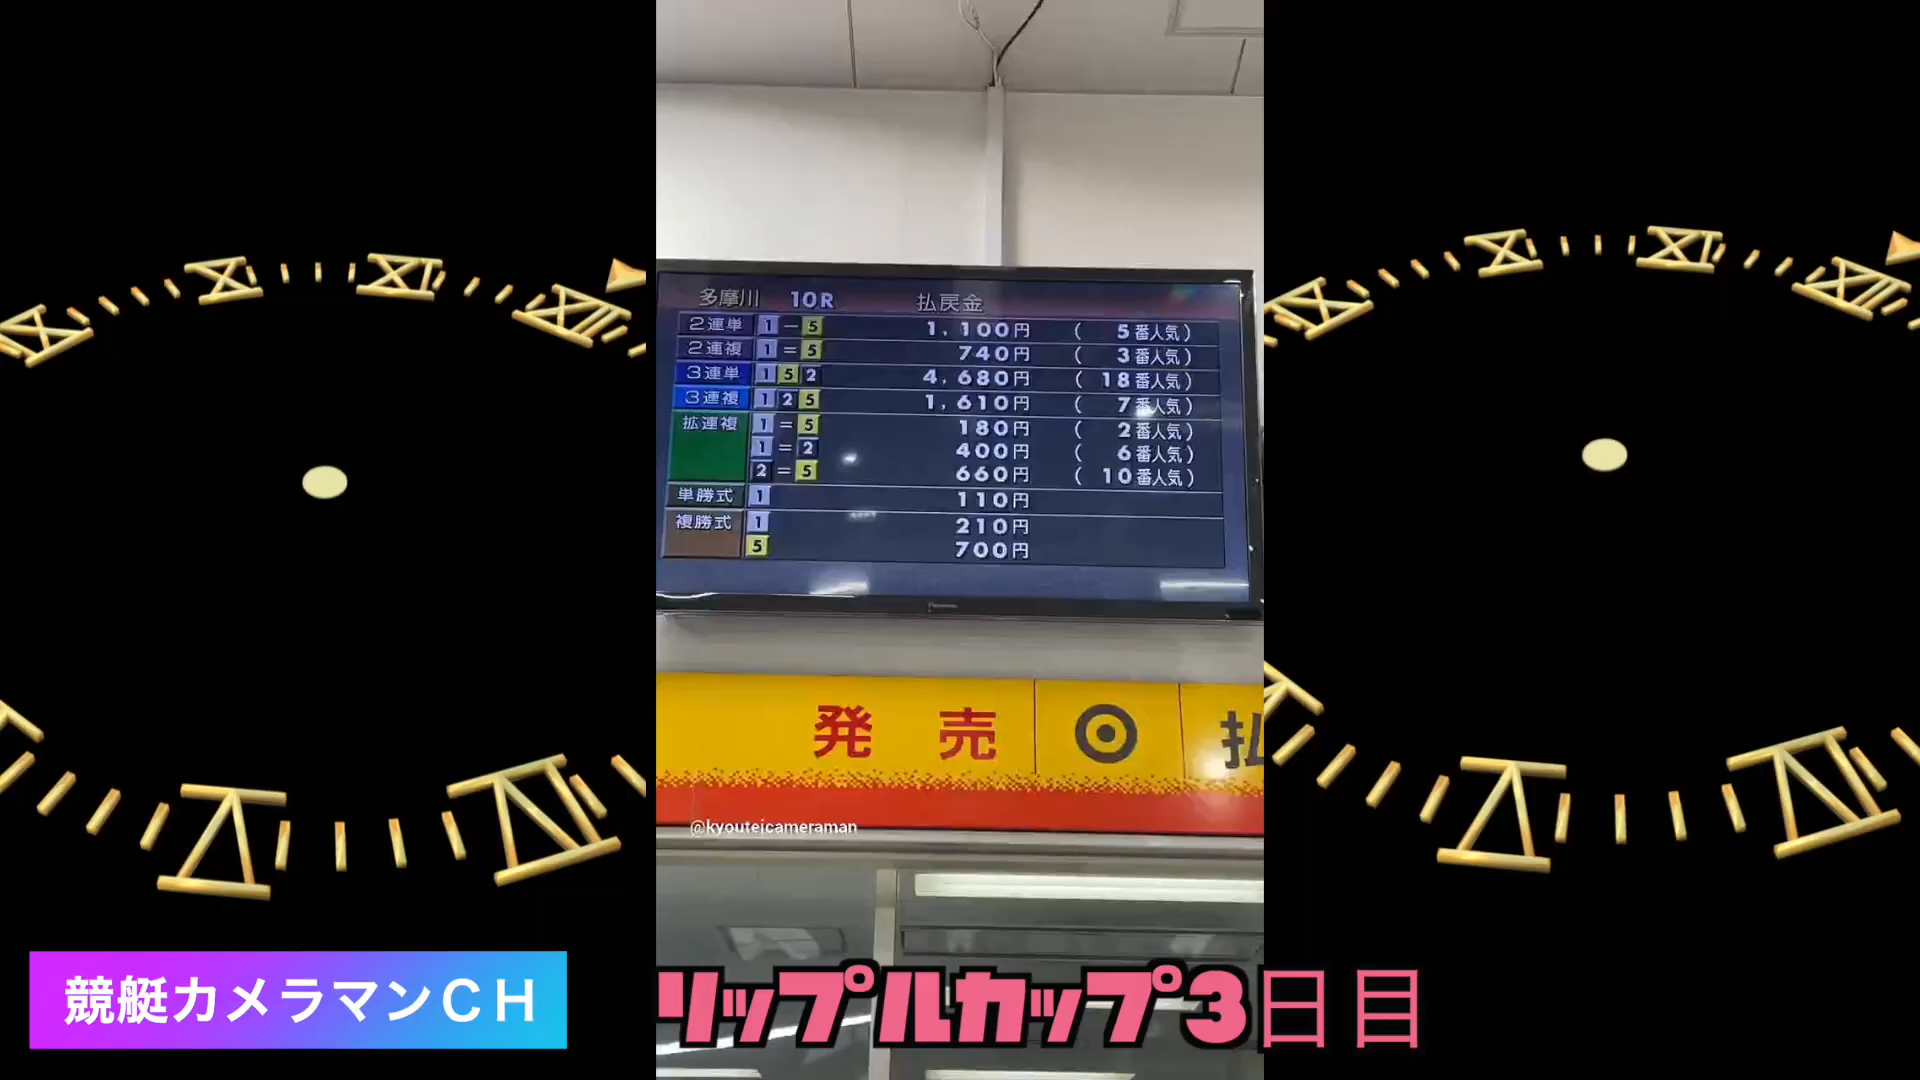 多摩川 10R 払戻金
2連単 1-5 1,100円 ( 5番人気)
2連複 1=5 740円 ( 3番人気)
3連単 1 5 2 4,680円 ( 18番人気)
3連複 1 2 5 1,610円 ( 7番人気)
拡連複 1=5 180円 ( 2番人気)
1=2 400円 ( 6番人気)
2=5 660円 ( 10番人気)
単勝式 1 110円
複勝式 1 210円
5 700円
Panasonic
発売 払
@kyouteicameraman
競艇カメラマンCH
リップルカップ3日目
XI XII